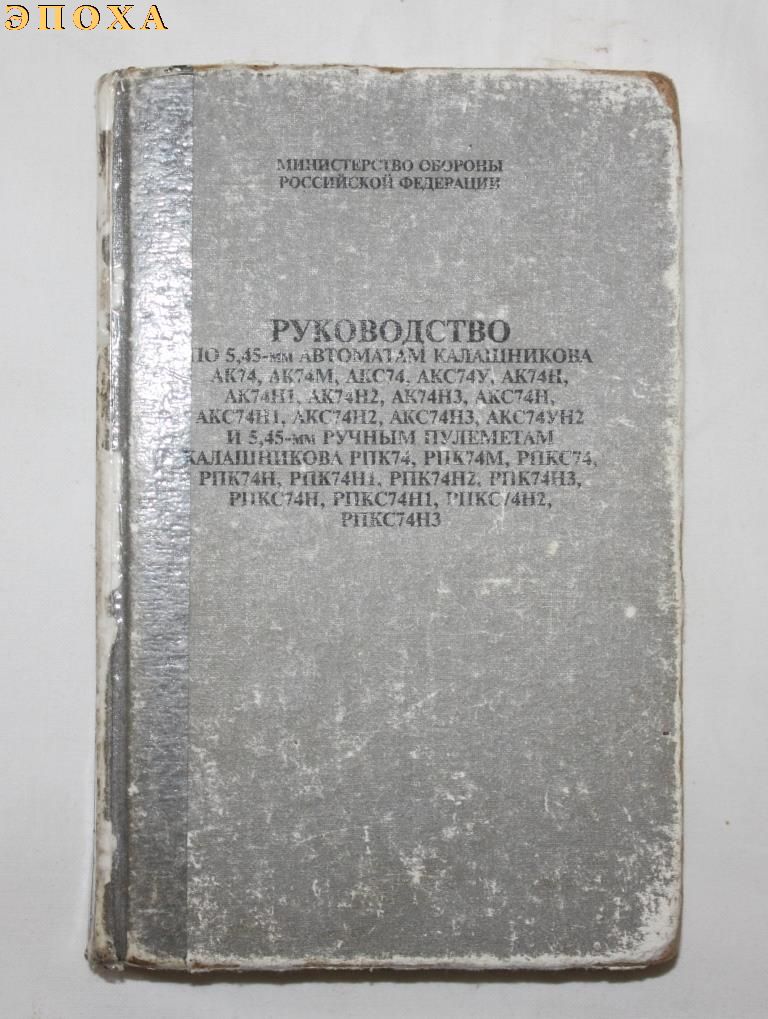 ЭПОХА
МИНИСТЕРСТВО ОБОРОНЫ
РОССИЙСКОЙ ФЕДЕРАЦИИ
РУКОВОДСТВО
ПО 5,45-мм АВТОМАТАМ КАЛАШНИКОВА
АК74, АК74М, АКС74, АКС74У, АК74Н,
АК74Н1, АК74Н2, АК74Н3, АКС74Н,
АКС74Н1, АКС74Н2, АКС74Н3, АКС74УН2
И 5,45-мм РУЧНЫМ ПУЛЕМЕТАМ
КАЛАШНИКОВА РПК74, РПК74М, РПКС74,
РПК74Н, РПК74Н1, РПК74Н2, РПК74Н3,
РПКС74Н, РПКС74Н1, РПКС74Н2,
РПКС74Н3